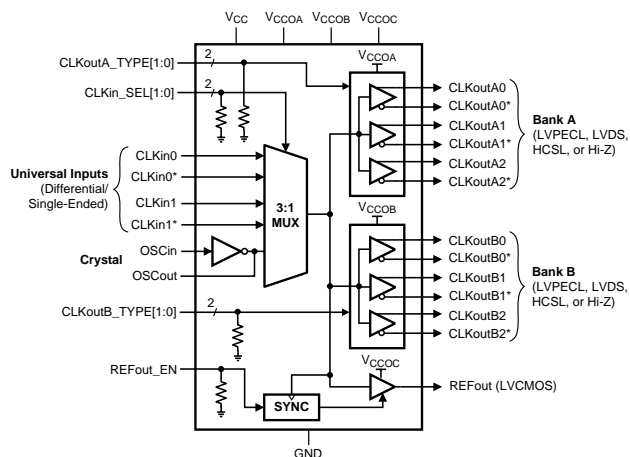 VCC VCCOA VCCOB VCCOC
CLKoutA_TYPE[1:0]
2
CLKin_SEL[1:0]
2
VCCOA
CLKoutA0
CLKoutA0*
CLKoutA1
CLKoutA1*
CLKoutA2
CLKoutA2*
Bank A
(LVPECL, LVDS,
HCSL, or Hi-Z)
Universal Inputs
(Differential/
Single-Ended)
CLKin0
CLKin0*
CLKin1
CLKin1*
3:1
MUX
Crystal
OSCin
OSCout
VCCOB
CLKoutB0
CLKoutB0*
CLKoutB1
CLKoutB1*
CLKoutB2
CLKoutB2*
Bank B
(LVPECL, LVDS,
HCSL, or Hi-Z)
CLKoutB_TYPE[1:0]
2
REFout_EN
SYNC
VCCOC
REFout (LVCMOS)
GND